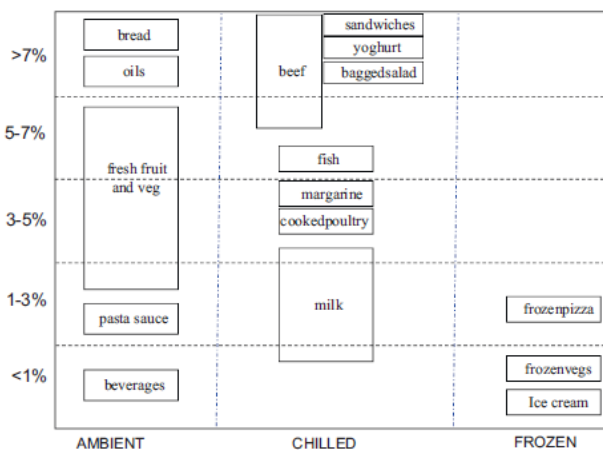 >7%
bread
oils
beef
sandwiches
yoghurt
baggedsalad
5-7%
fresh fruit
and veg
fish
3-5%
margarine
cookedpoultry
1-3%
pasta sauce
milk
frozenpizza
<1%
beverages
frozenvegs
Ice cream
AMBIENT
CHILLED
FROZEN